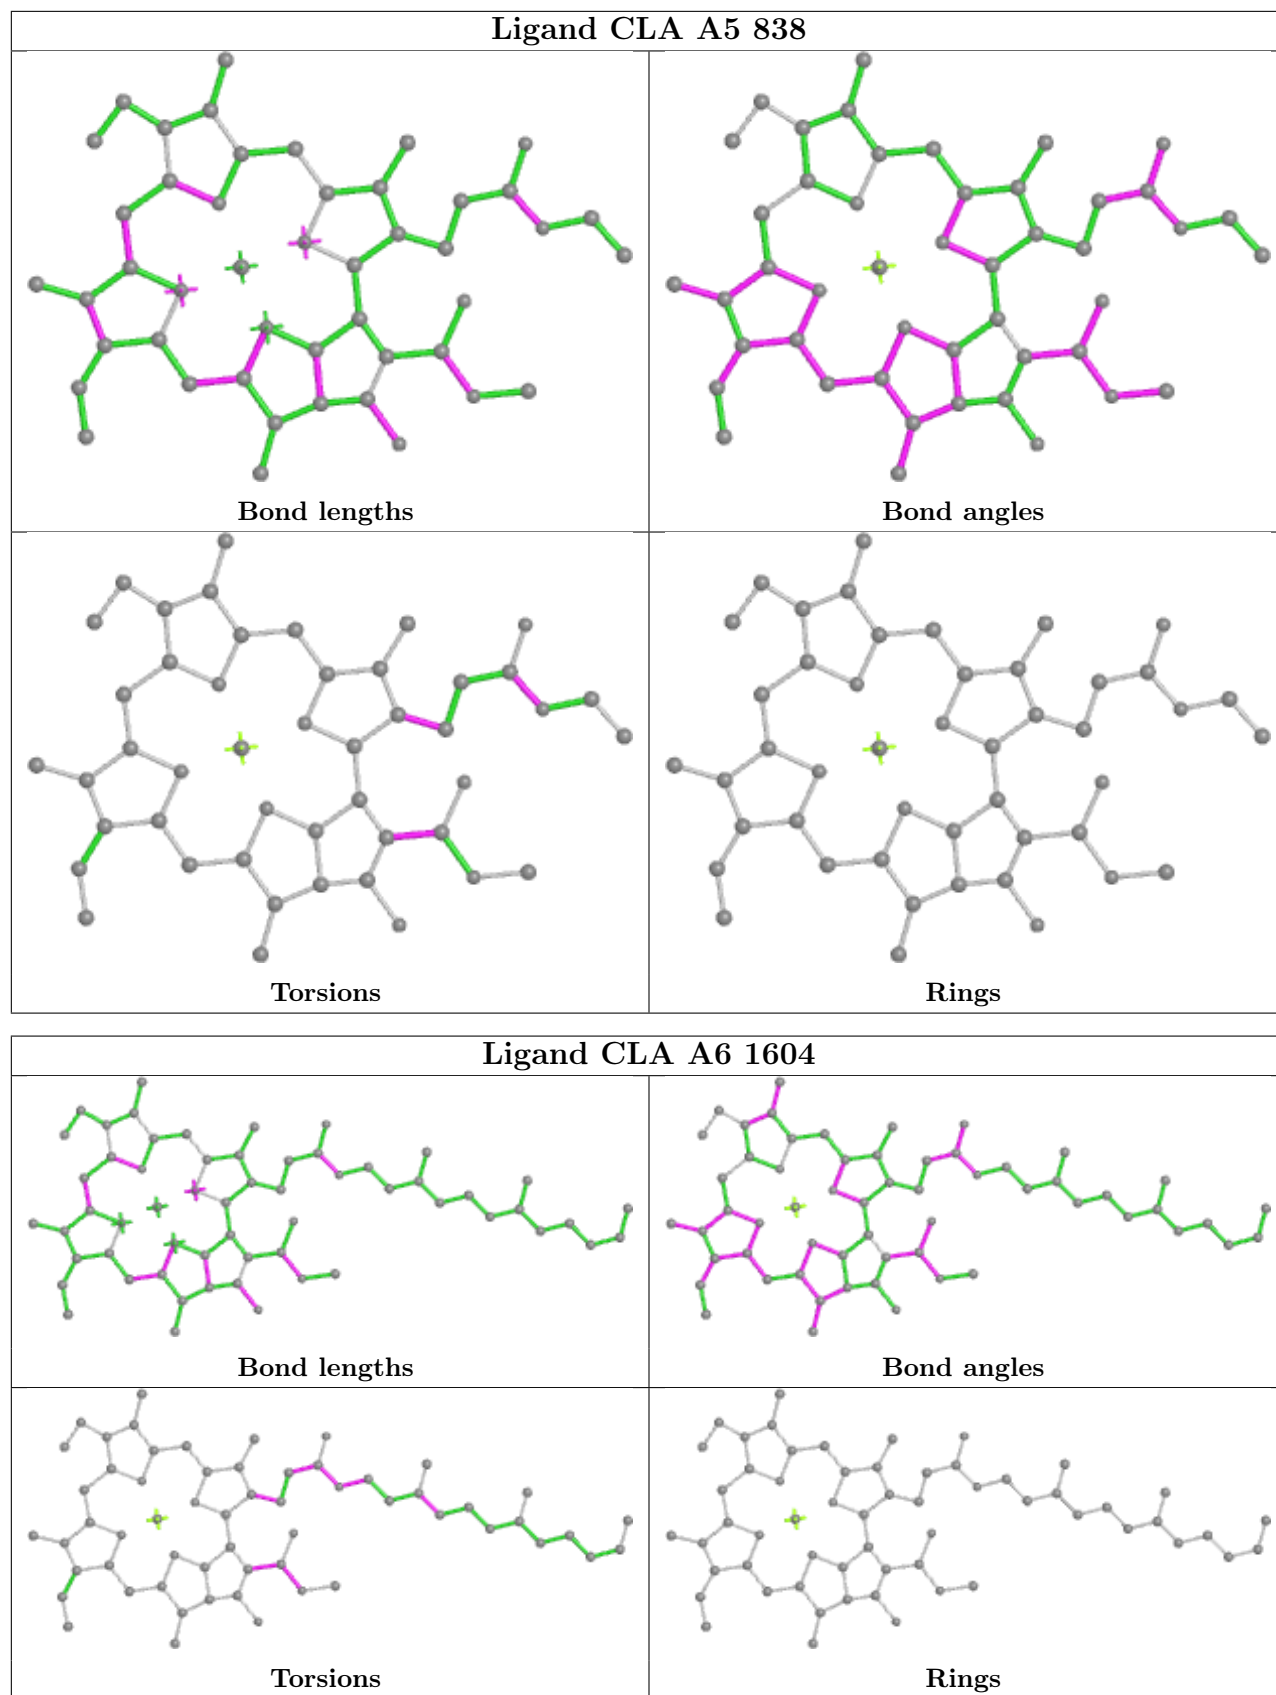 Ligand CLA A5 838
Bond lengths
Bond angles
Torsions
Rings
Ligand CLA A6 1604
Bond lengths
Bond angles
Torsions
Rings